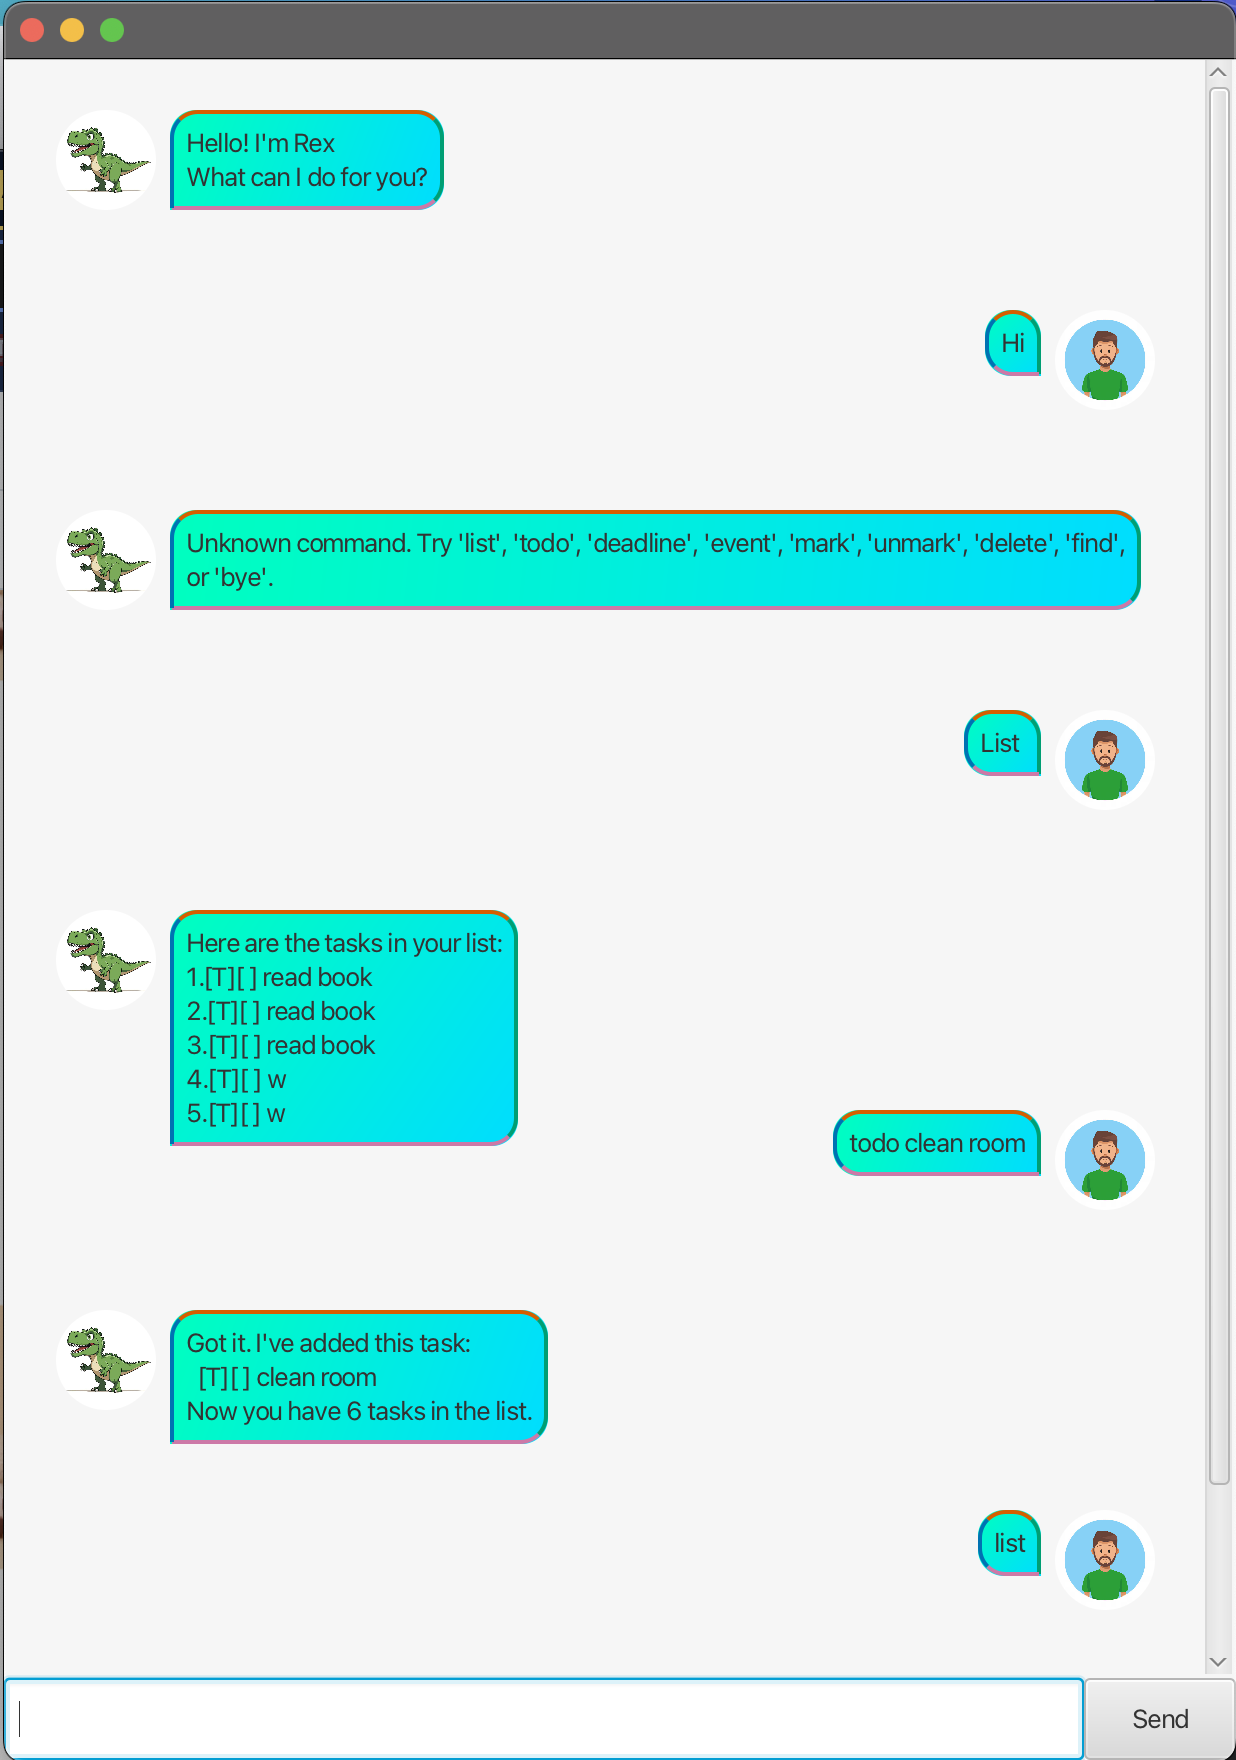 Hello! I'm Rex
What can I do for you?
Hi
Unknown command. Try 'list', 'todo', 'deadline', 'event', 'mark', 'unmark', 'delete', 'find',
or 'bye'.
List
Here are the tasks in your list:
1.[T][ ] read book
2.[T][ ] read book
3.[T][ ] read book
4.[T][ ] w
5.[T][ ] w
todo clean room
Got it. I've added this task:
[T][ ] clean room
Now you have 6 tasks in the list.
list
Send